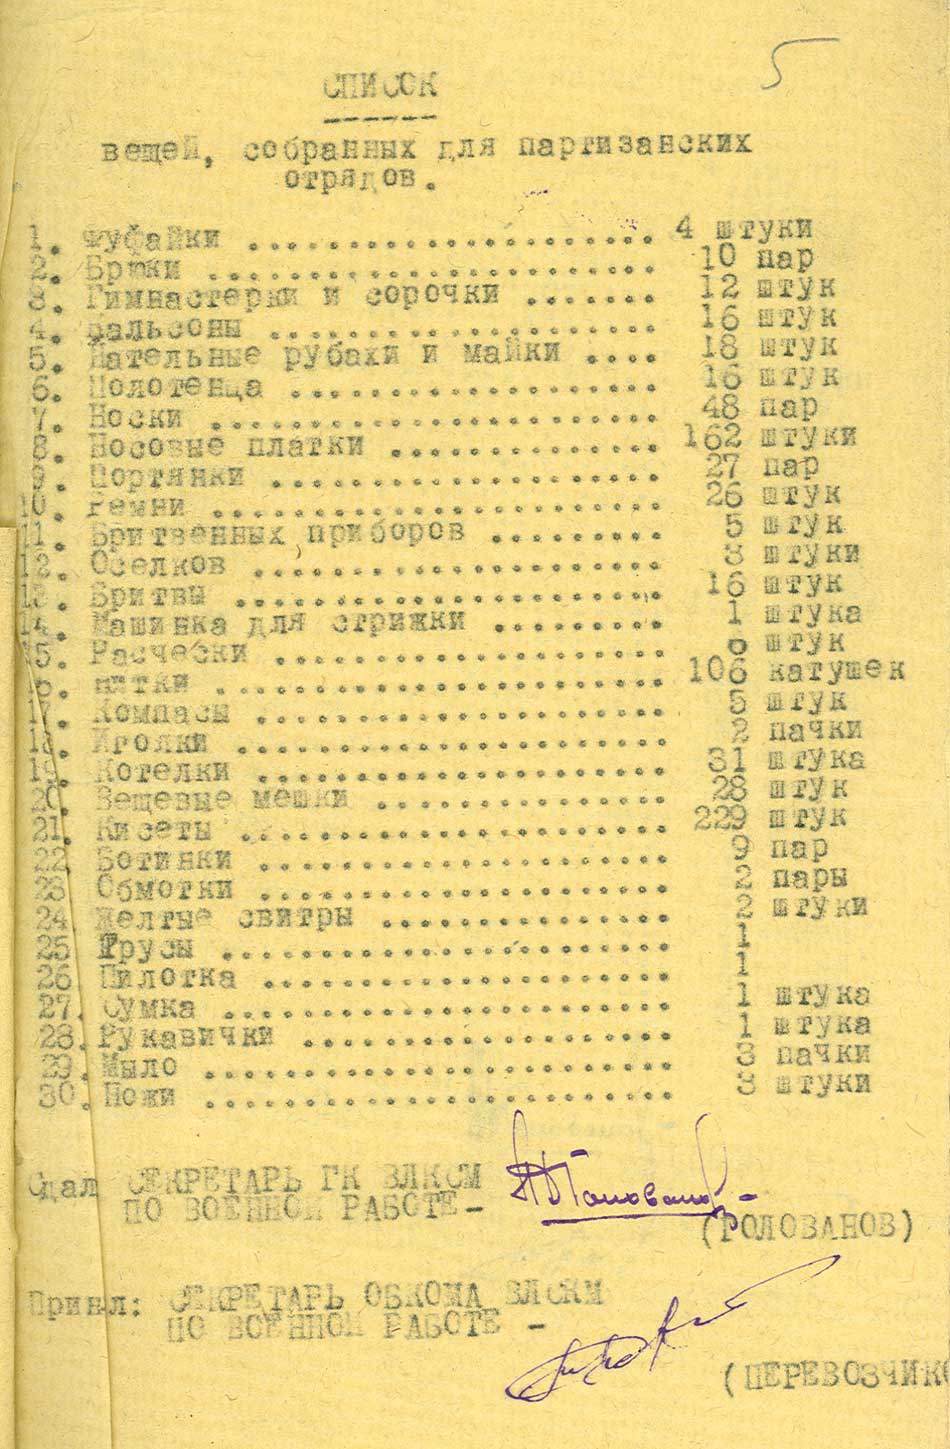 5
СПИСОК
вещей, собранных для партизанских
отрядов.
1. Фуфайки .................... 4 штуки
2. Брюки ...................... 10 пар
3. Гимнастерки и сорочки ....... 12 штук
4. Кальсоны ................... 16 штук
5. Нательные рубахи и майки .... 18 штук
6. Полотенца .................. 16 штук
7. Носки ...................... 48 пар
8. Носовые платки ............. 162 штуки
9. Портянки ................... 27 пар
10. Ремни ...................... 26 штук
11. Бритвенных приборов ......... 5 штук
12. Оселков .................... 3 штуки
13. Бритвы ..................... 16 штук
14. Машинка для стрижки ......... 1 штука
15. Расчески ................... штук
16. Нитки ...................... 106 катушек
17. Компасы .................... 5 штук
18. Иголки ..................... 2 пачки
19. Котелки .................... 31 штука
20. Вещевые мешки .............. 28 штук
21. Кисеты ..................... 229 штук
22 Ботинки .................... 9 пар
23 Обмотки .................... 2 пары
24 Желтые свитры .............. 2 штуки
25 Трусы ...................... 1
26 Пилотка .................... 1
27. Сумка ...................... 1 штука
28. Рукавички .................. 1 штука
29. Мыло ....................... 3 пачки
30. Ножи ....................... 3 штуки
Сдал СЕКРЕТАРЬ ГК ВЛКСМ
ПО ВОЕННОЙ РАБОТЕ-
(ГОЛОВАНОВ)
Принял: СЕКРЕТАРЬ ОБКОМА ВЛСКМ
ПО ВОЕННОЙ РАБОТЕ -
(ПЕРЕВОЗЧИКО